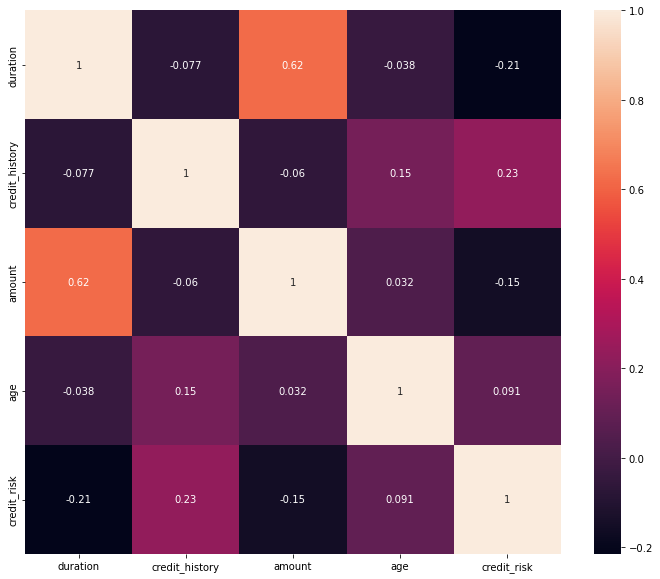 duration 1 -0.077 0.62 -0.038 -0.21
credit_history -0.077 1 -0.06 0.15 0.23
amount 0.62 -0.06 1 0.032 -0.15
age -0.038 0.15 0.032 1 0.091
credit_risk -0.21 0.23 -0.15 0.091 1
duration credit_history amount age credit_risk
1.0
0.8
0.6
0.4
0.2
0.0
-0.2